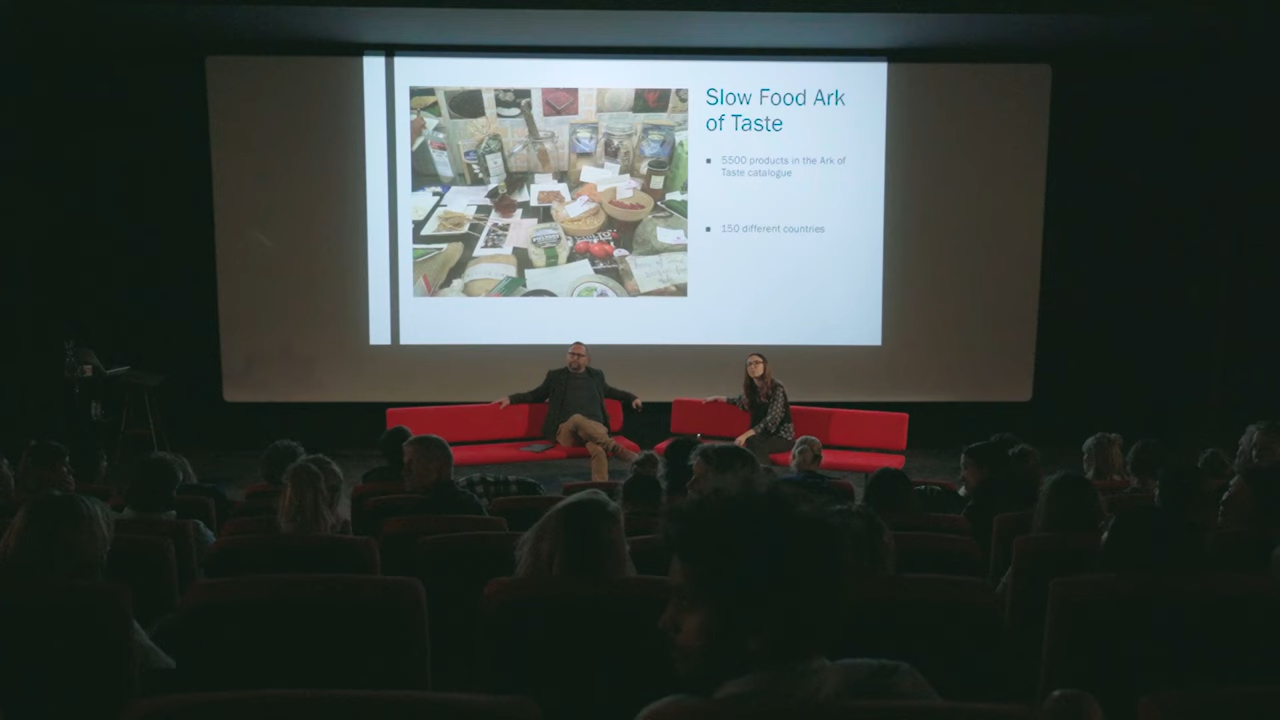 Slow Food Ark
of Taste
5500 products in the Ark of
Taste catalogue
150 different countries